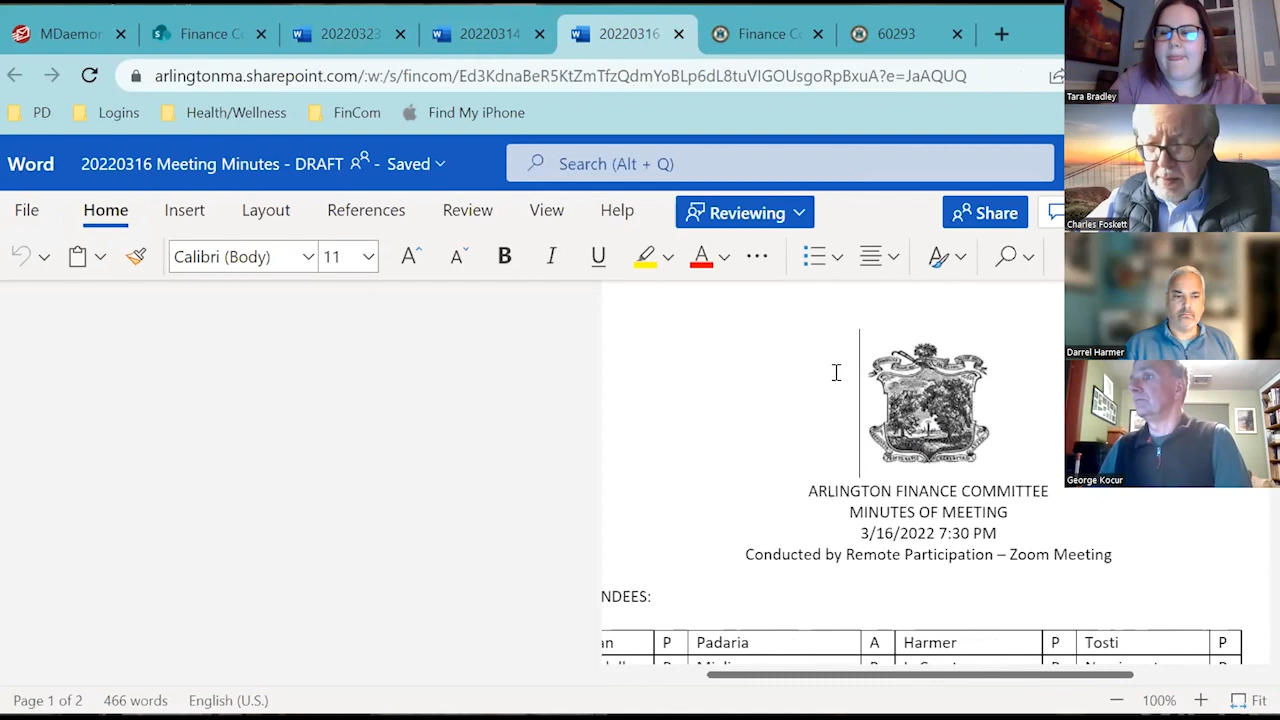 MDaemor
Finance Co
20220323
20220314
20220316
Finance Co
60293
arlingtonma.sharepoint.com/:w:/s/fincom/Ed3KdnaBeR5KtZmTfzQdmYoBLp6dL8tuVIGOUsgoRpBxuA?e=JaAQUQ
PD
Logins
Health/Wellness
FinCom
Find My iPhone
Word
20220316 Meeting Minutes - DRAFT - Saved
Search (Alt + Q)
File
Home
Insert
Layout
References
Review
View
Help
Reviewing
Share
Calibri (Body)
11
A
A
B
I
U
A
ARLINGTON FINANCE COMMITTEE
MINUTES OF MEETING
3/16/2022 7:30 PM
Conducted by Remote Participation – Zoom Meeting
NDEES:
an P Padaria A Harmer P Tosti P
Page 1 of 2
466 words
English (U.S.)
100%
Fit
Tara Bradley
Charles Foskett
Darrel Harmer
George Kocur